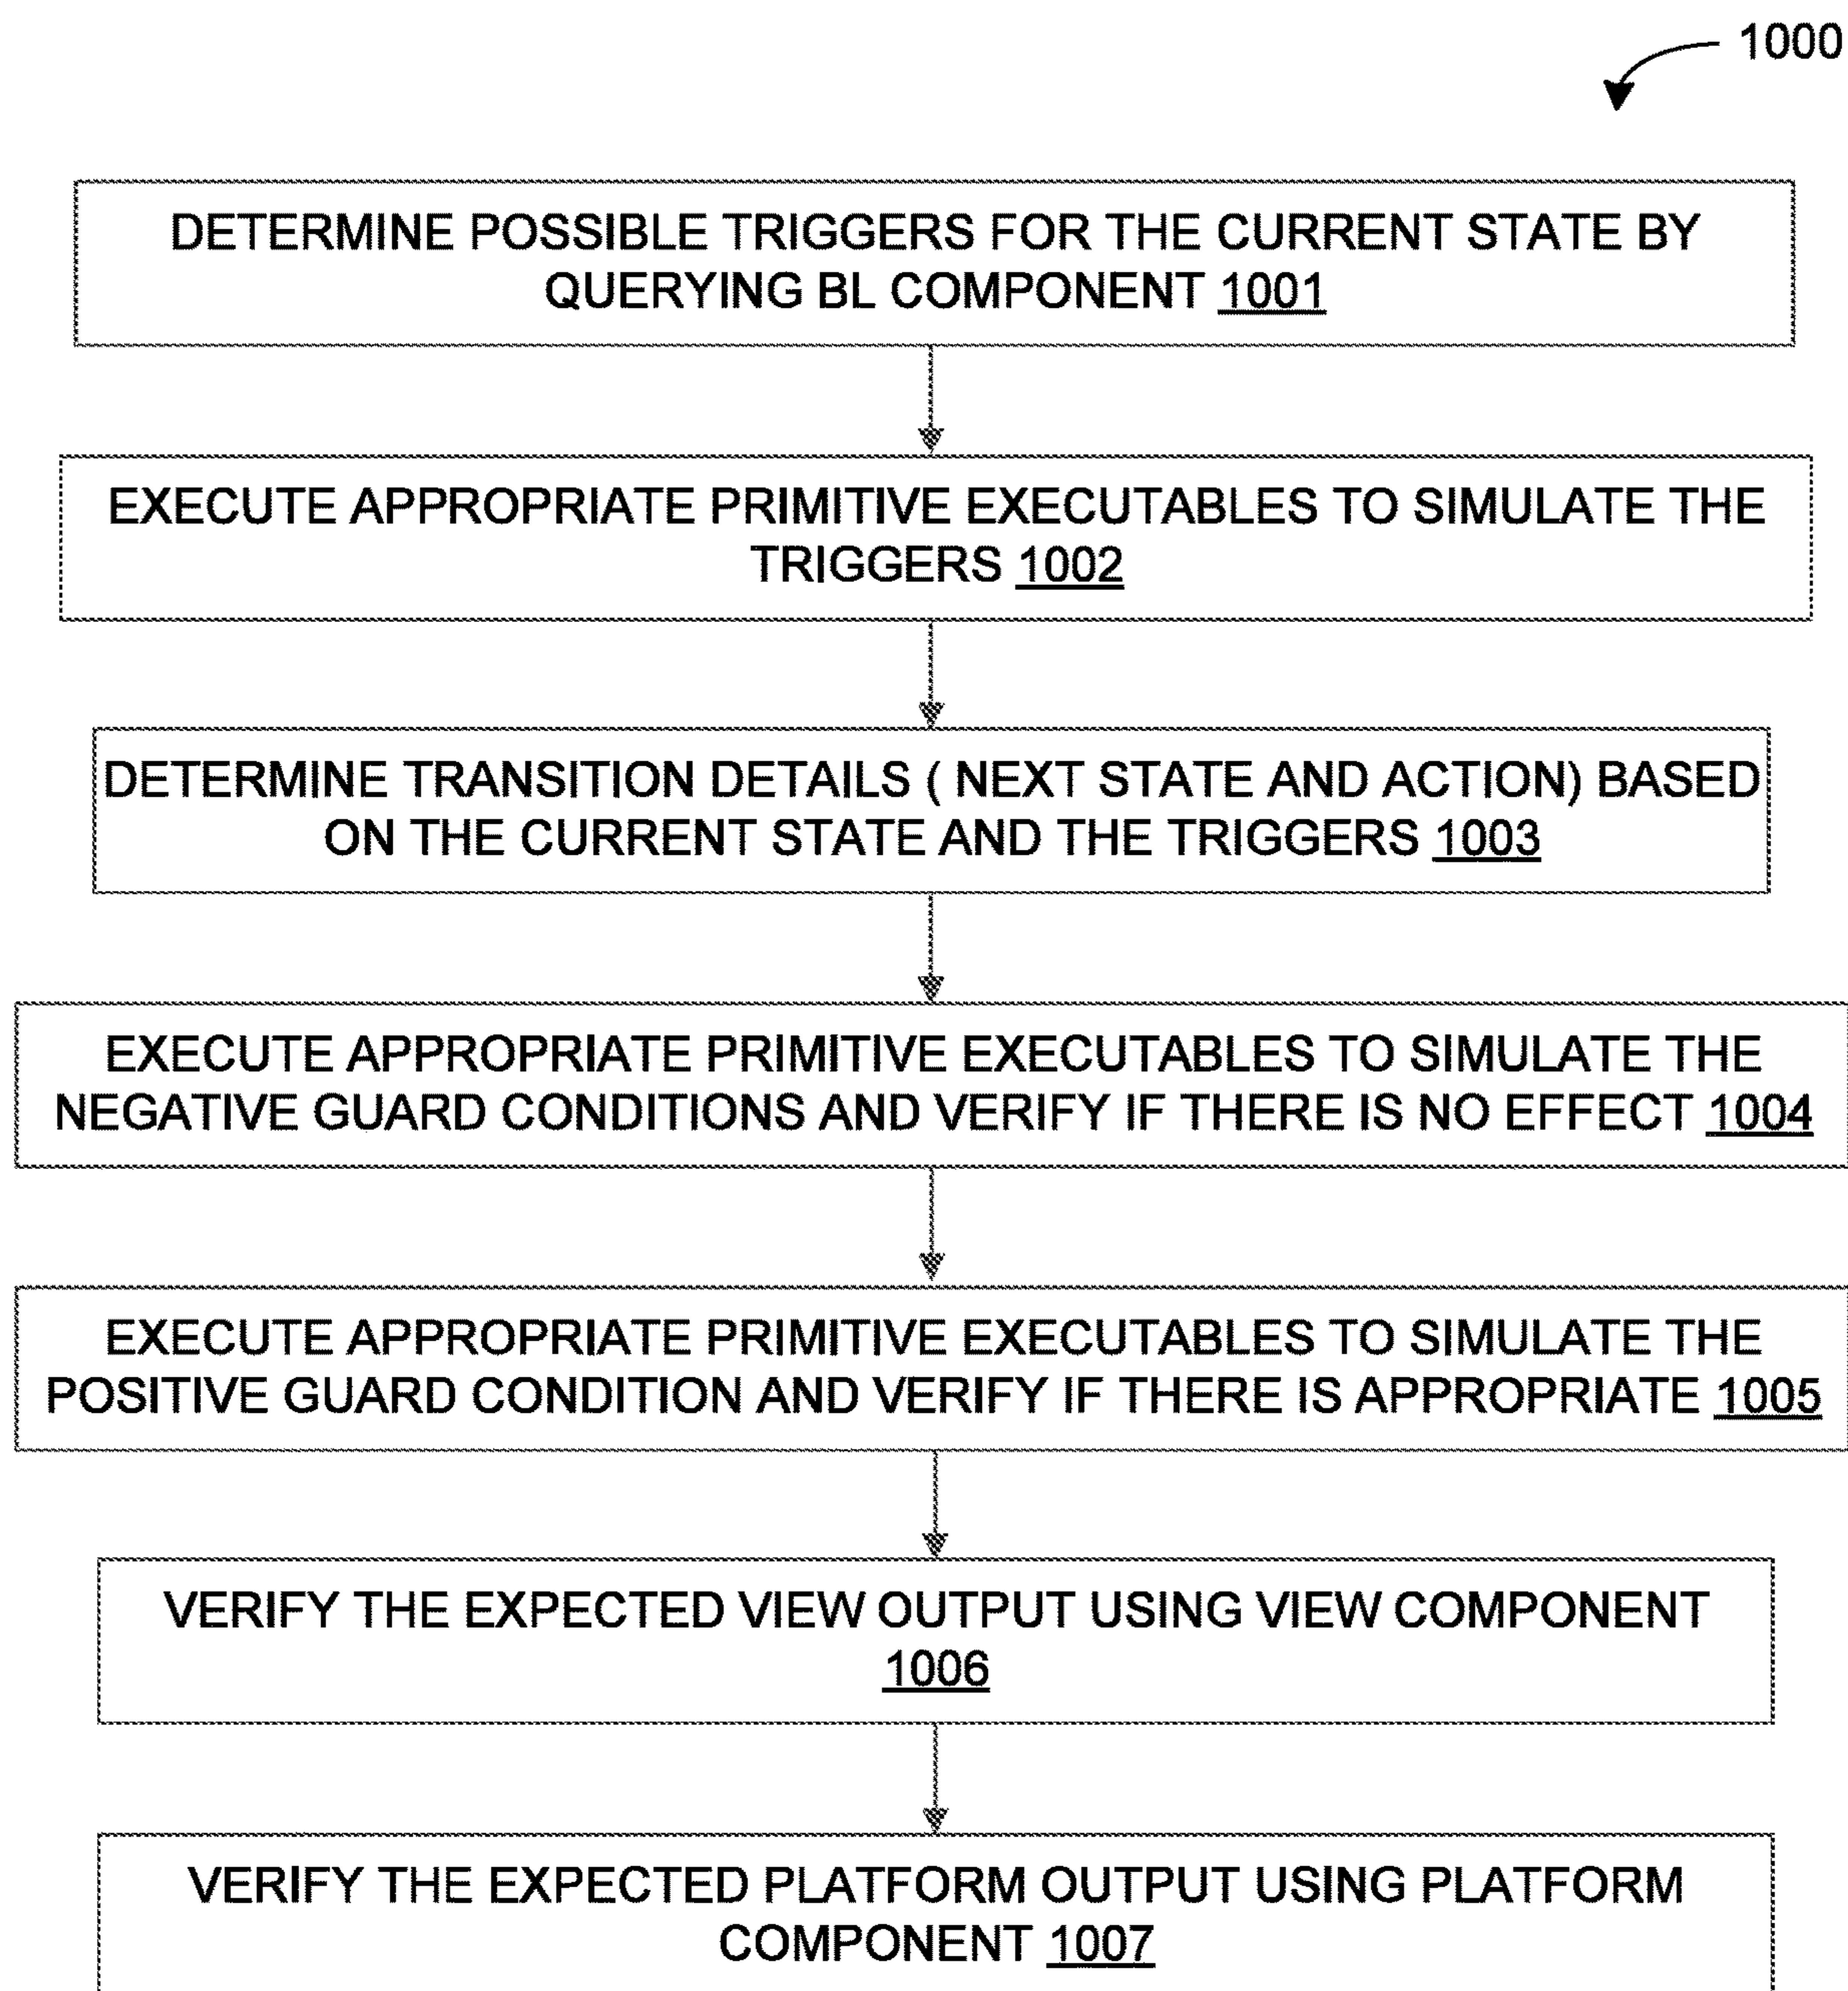 1000
DETERMINE POSSIBLE TRIGGERS FOR THE CURRENT STATE BY
QUERYING BL COMPONENT 1001
EXECUTE APPROPRIATE PRIMITIVE EXECUTABLES TO SIMULATE THE
TRIGGERS 1002
DETERMINE TRANSITION DETAILS ( NEXT STATE AND ACTION) BASED
ON THE CURRENT STATE AND THE TRIGGERS 1003
EXECUTE APPROPRIATE PRIMITIVE EXECUTABLES TO SIMULATE THE
NEGATIVE GUARD CONDITIONS AND VERIFY IF THERE IS NO EFFECT 1004
EXECUTE APPROPRIATE PRIMITIVE EXECUTABLES TO SIMULATE THE
POSITIVE GUARD CONDITION AND VERIFY IF THERE IS APPROPRIATE 1005
VERIFY THE EXPECTED VIEW OUTPUT USING VIEW COMPONENT
1006
VERIFY THE EXPECTED PLATFORM OUTPUT USING PLATFORM
COMPONENT 1007